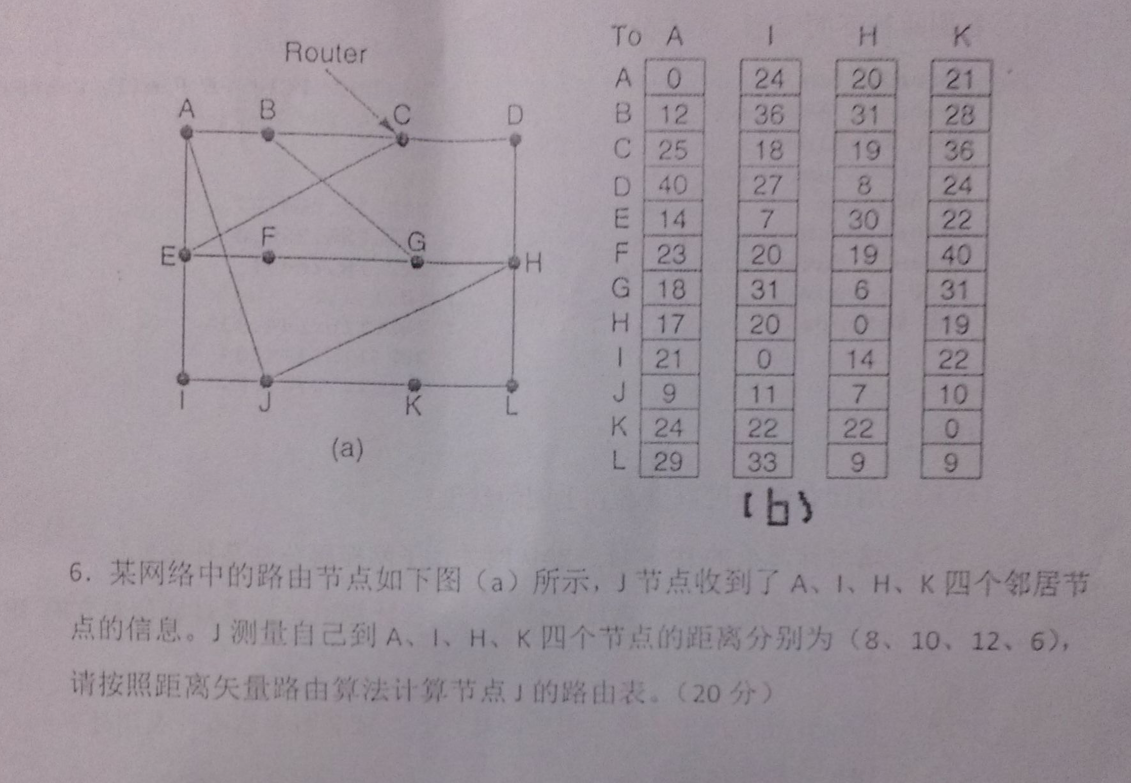 Router
A B C D
E F G H
I J K L
(a)
To A I H K
A 0 24 20 21
B 12 36 31 28
C 25 18 19 36
D 40 27 8 24
E 14 7 30 22
F 23 20 19 40
G 18 31 6 31
H 17 20 0 19
I 21 0 14 22
J 9 11 7 10
K 24 22 22 0
L 29 33 9 9
(b)
6. 某网络中的路由节点如下图（a）所示，J 节点收到了 A、I、H、K 四个邻居节
点的信息。J 测量自己到 A、I、H、K 四个节点的距离分别为（8、10、12、6），
请按照距离矢量路由算法计算节点 J 的路由表。（20 分）